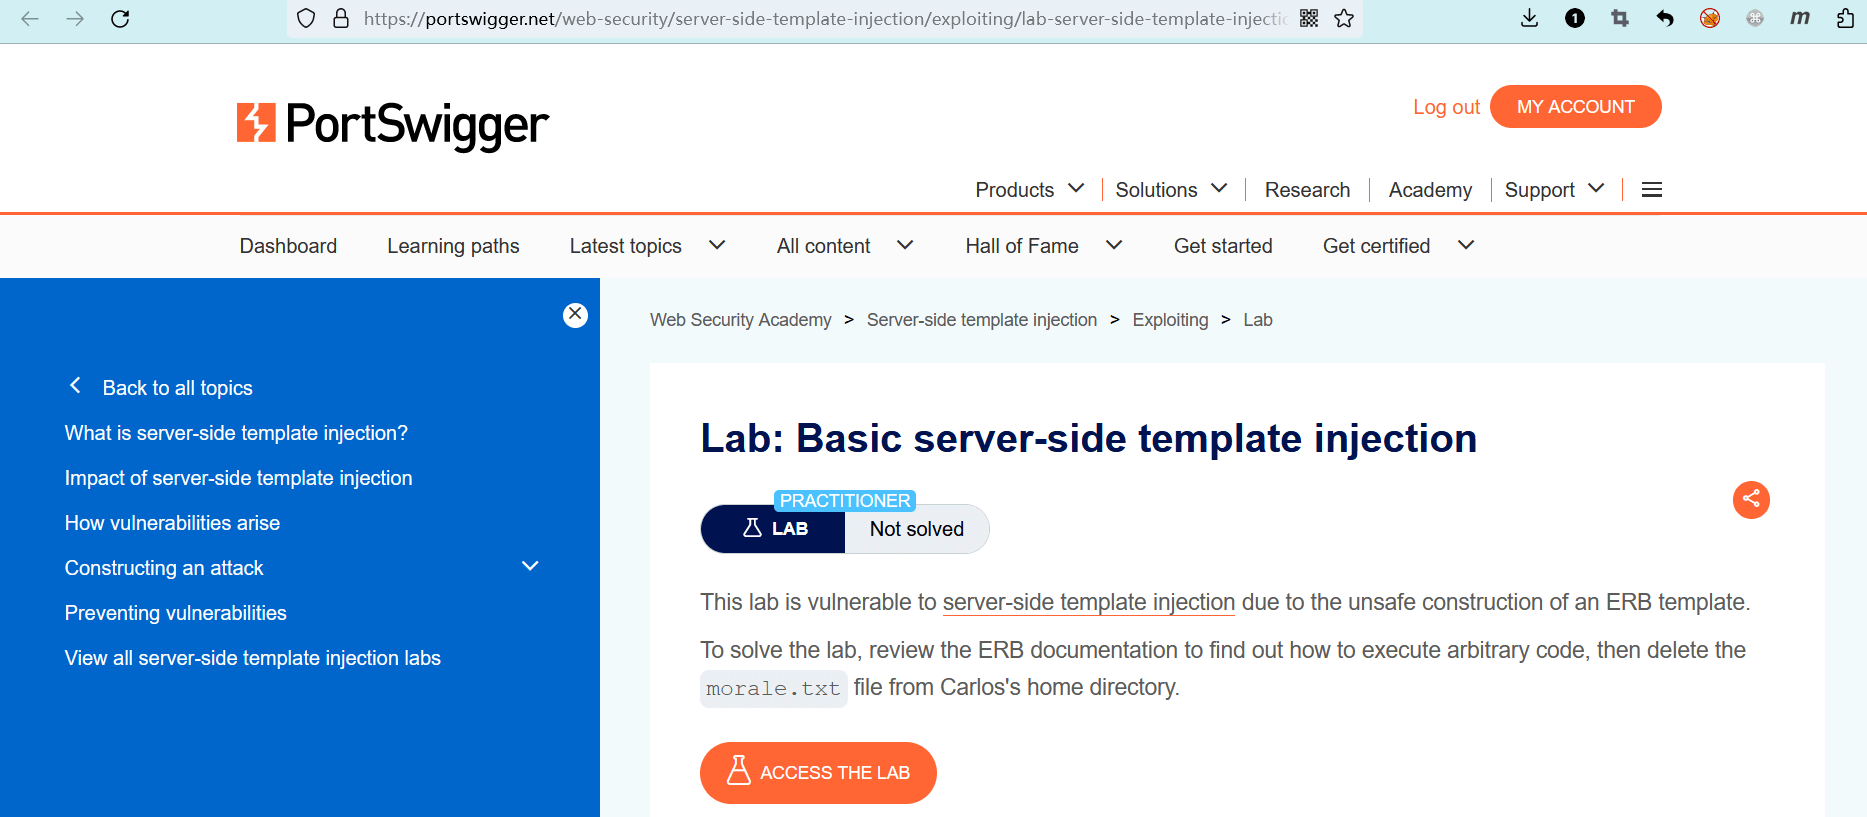 https://portswigger.net/web-security/server-side-template-injection/exploiting/lab-server-side-template-injectic
1
m
PortSwigger
Log out
MY ACCOUNT
Products
Solutions
Research
Academy
Support
Dashboard
Learning paths
Latest topics
All content
Hall of Fame
Get started
Get certified
Back to all topics
What is server-side template injection?
Impact of server-side template injection
How vulnerabilities arise
Constructing an attack
Preventing vulnerabilities
View all server-side template injection labs
Web Security Academy > Server-side template injection > Exploiting > Lab
Lab: Basic server-side template injection
PRACTITIONER
LAB
Not solved
This lab is vulnerable to server-side template injection due to the unsafe construction of an ERB template.
To solve the lab, review the ERB documentation to find out how to execute arbitrary code, then delete the
morale.txt file from Carlos's home directory.
ACCESS THE LAB